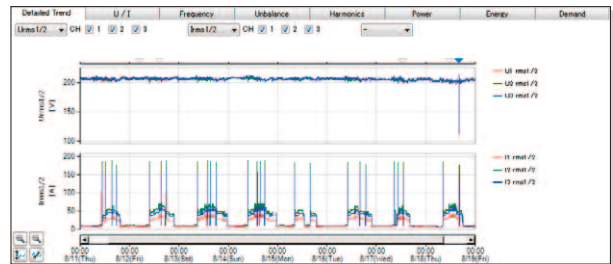 Detailed Trend U / I Frequency Unbalance Harmonics Power Energy Demand
Urms1/2 CH 1 2 3 Irms1/2 CH 1 2 3 -
200
150
100
Urms1/2
[V]
U1 rms1/2
U2 rms1/2
U3 rms1/2
200
150
100
50
0
Irms1/2
[A]
I1 rms1/2
I2 rms1/2
I3 rms1/2
00:00 00:00 00:00 00:00 00:00 00:00 00:00 00:00 00:00
8/11(Thu) 8/12(Fri) 8/13(Sat) 8/14(Sun) 8/15(Mon) 8/16(Tue) 8/17(Wed) 8/18(Thu) 8/19(Fri)